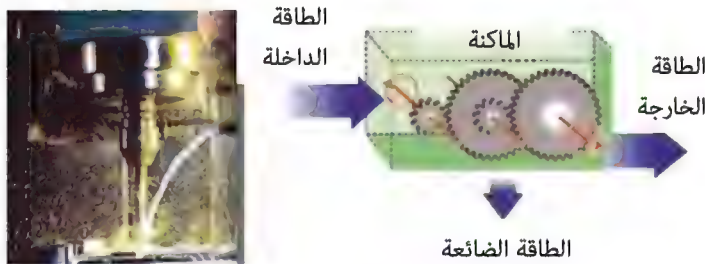 الطاقة
الداخلة
الماكنة
الطاقة
الخارجة
الطاقة الضائعة